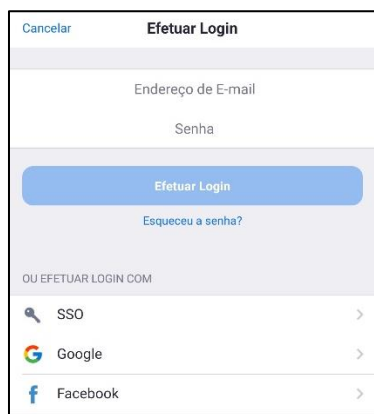 Cancelar Efetuar Login
Endereço de E-mail
Senha
Efetuar Login
Esqueceu a senha?
OU EFETUAR LOGIN COM
SSO
Google
Facebook